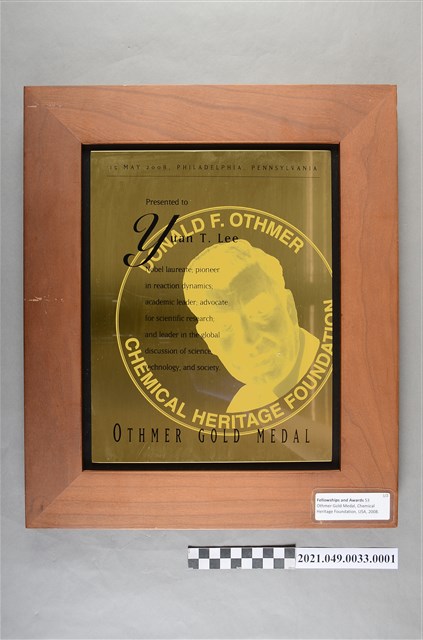 15 MAY 2008, PHILADELPHIA, PENNSYLVANIA
Presented to
Yuan T. Lee
Nobel laureate, pioneer
in reaction dynamics,
academic leader, advocate
for scientific research,
and leader in the global
discussion of science,
technology, and society.
DONALD F. OTHMER
CHEMICAL HERITAGE FOUNDATION
OTHMER GOLD MEDAL
Fellowships and Awards 53
Othmer Gold Medal, Chemical
Heritage Foundation, USA, 2008
2021.049.0033.0001